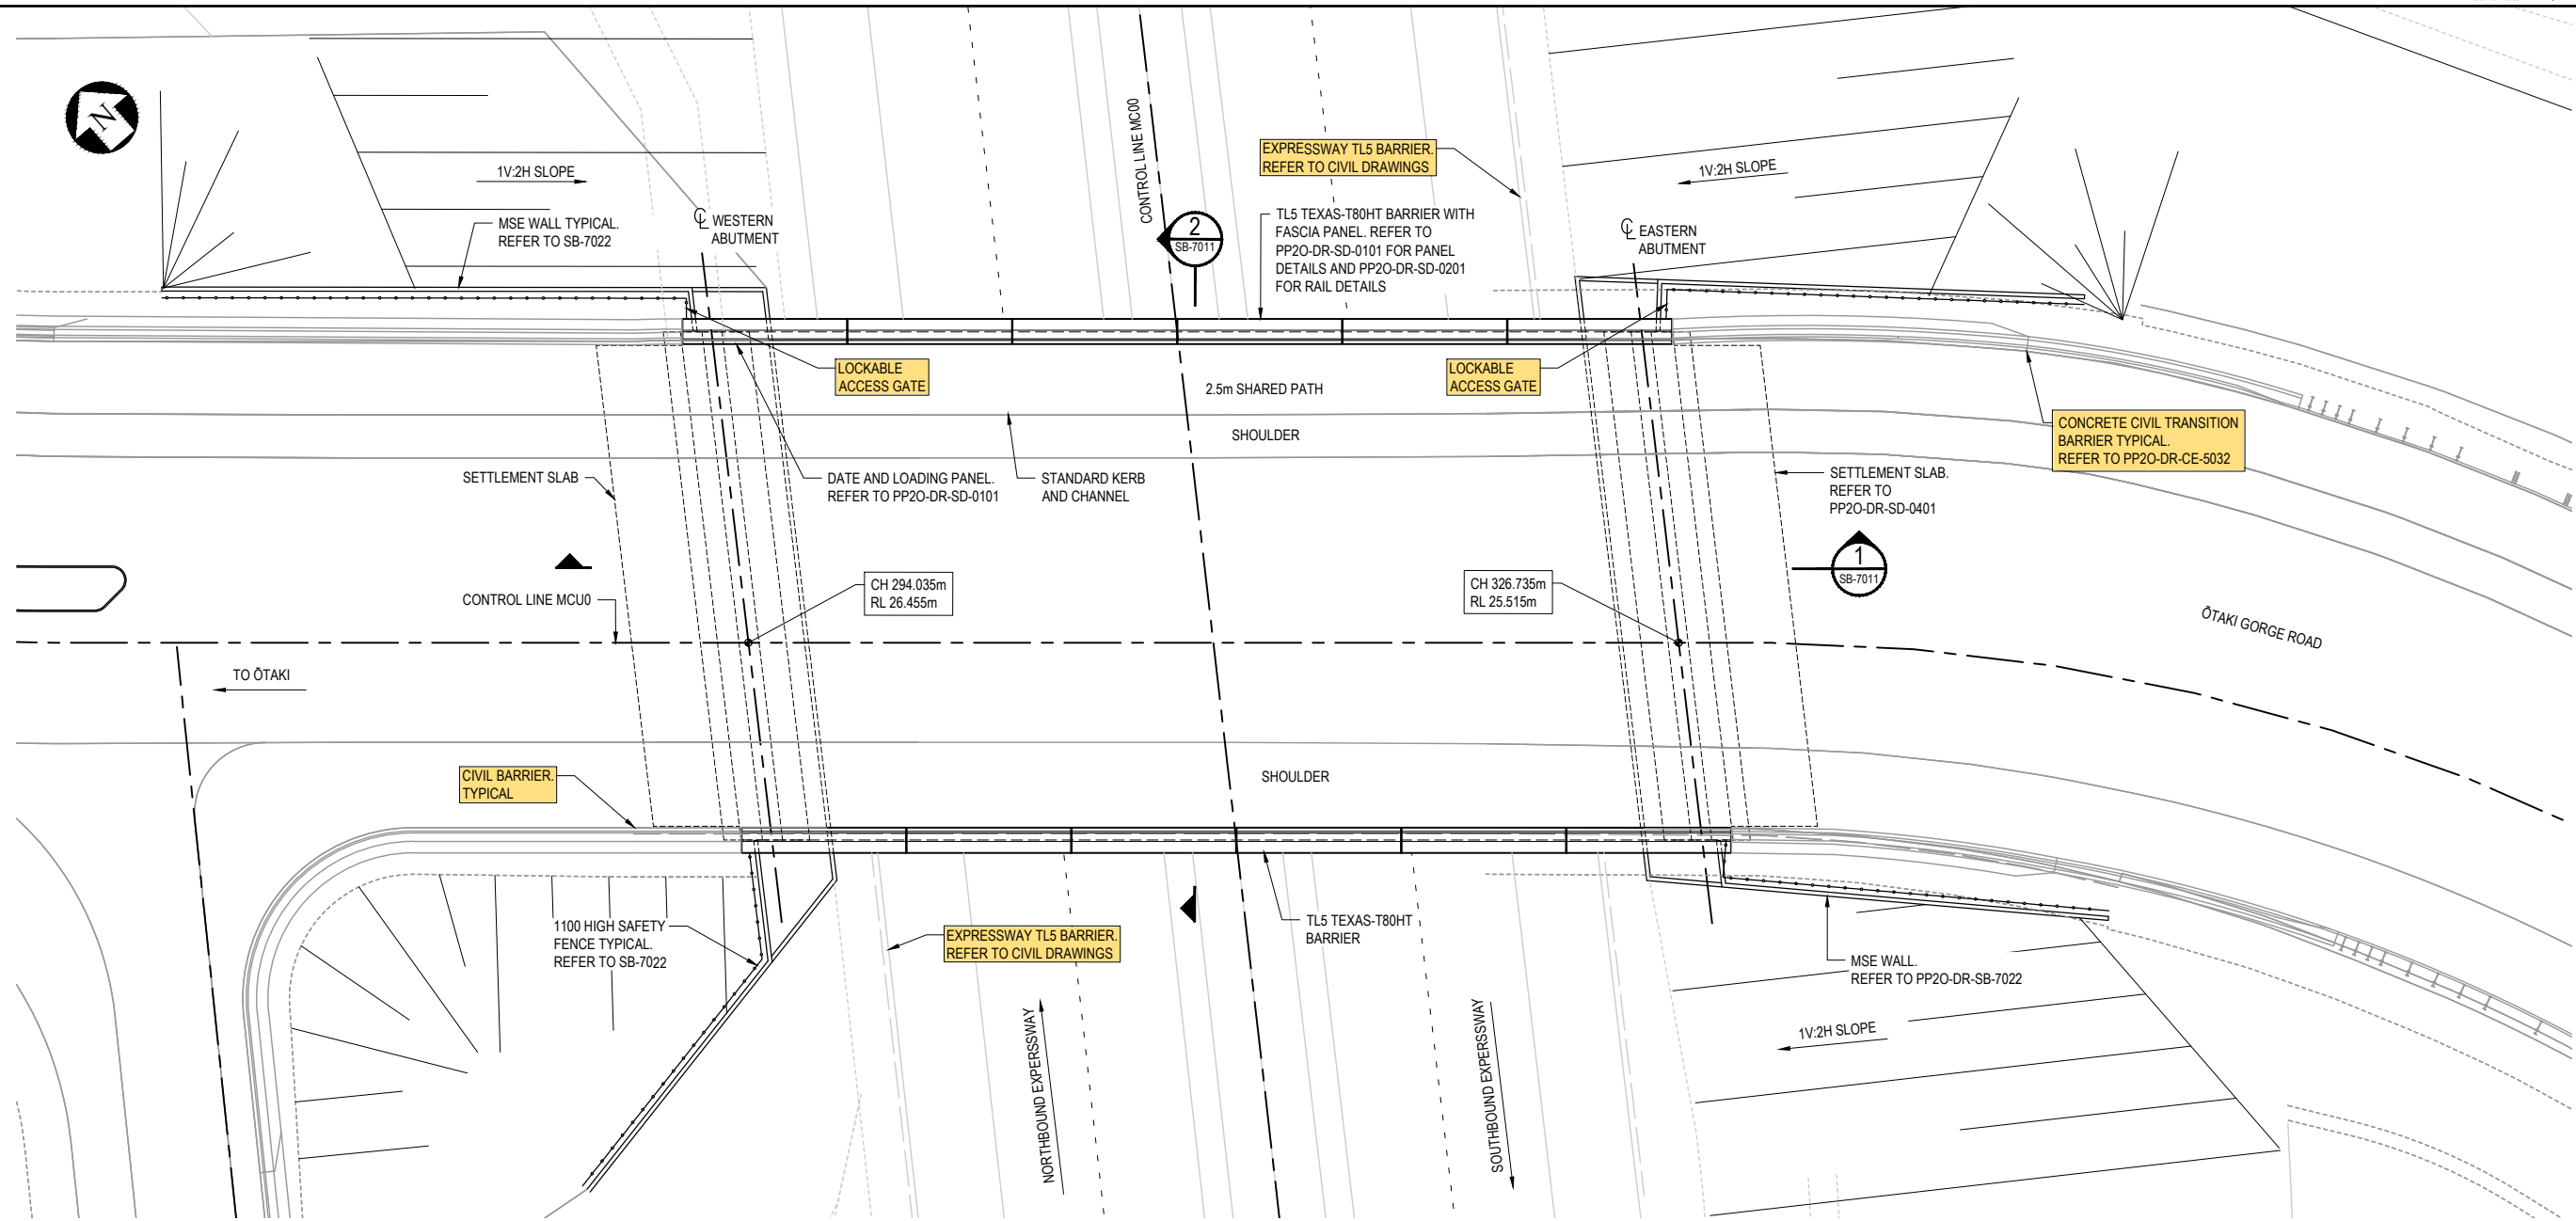 N
1V:2H SLOPE
MSE WALL TYPICAL.
REFER TO SB-7022
℄ WESTERN
ABUTMENT
CONTROL LINE MC00
2
SB-7011
EXPRESSWAY TL5 BARRIER.
REFER TO CIVIL DRAWINGS
TL5 TEXAS-T80HT BARRIER WITH
FASCIA PANEL. REFER TO
PP2O-DR-SD-0101 FOR PANEL
DETAILS AND PP2O-DR-SD-0201
FOR RAIL DETAILS
℄ EASTERN
ABUTMENT
1V:2H SLOPE
LOCKABLE
ACCESS GATE
2.5m SHARED PATH
LOCKABLE
ACCESS GATE
SHOULDER
CONCRETE CIVIL TRANSITION
BARRIER TYPICAL.
REFER TO PP2O-DR-CE-5032
SETTLEMENT SLAB
DATE AND LOADING PANEL.
REFER TO PP2O-DR-SD-0101
STANDARD KERB
AND CHANNEL
SETTLEMENT SLAB.
REFER TO
PP2O-DR-SD-0401
1
SB-7011
CONTROL LINE MCU0
CH 294.035m
RL 26.455m
CH 326.735m
RL 25.515m
ŌTAKI GORGE ROAD
TO ŌTAKI
CIVIL BARRIER.
TYPICAL
SHOULDER
1100 HIGH SAFETY
FENCE TYPICAL.
REFER TO SB-7022
EXPRESSWAY TL5 BARRIER.
REFER TO CIVIL DRAWINGS
TL5 TEXAS-T80HT
BARRIER
MSE WALL.
REFER TO PP2O-DR-SB-7022
NORTHBOUND EXPERSSWAY
SOUTHBOUND EXPERSSWAY
1V:2H SLOPE